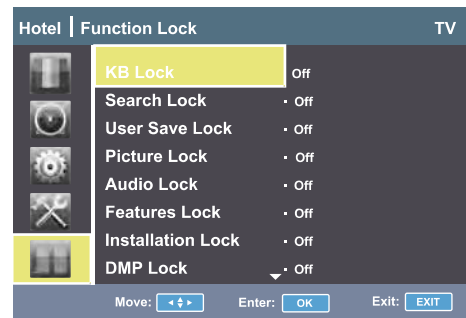 Hotel Function Lock TV
KB Lock Off
Search Lock · Off
User Save Lock · Off
Picture Lock · Off
Audio Lock · Off
Features Lock · Off
Installation Lock · Off
DMP Lock · Off
Move: Enter: OK Exit: EXIT